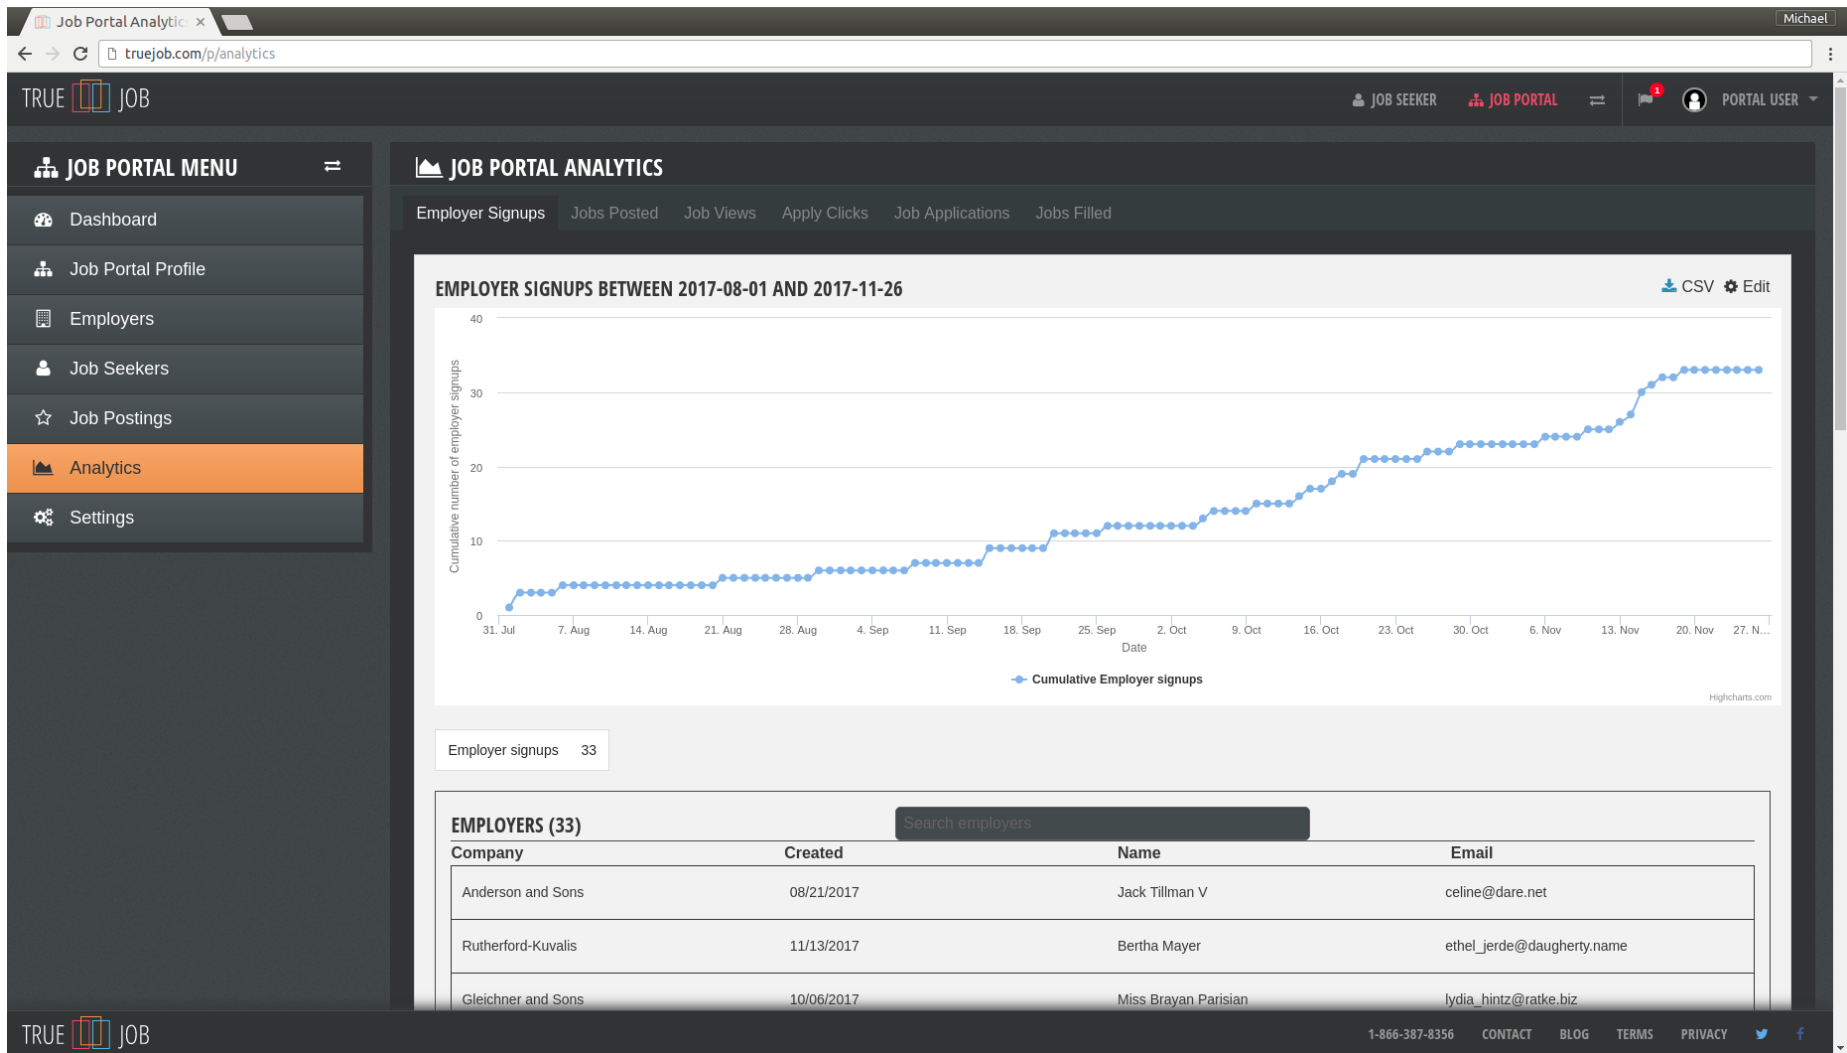 Job Portal Analytic
Michael
truejob.com/p/analytics
TRUE JOB
JOB SEEKER
JOB PORTAL
1
PORTAL USER
JOB PORTAL MENU
Dashboard
Job Portal Profile
Employers
Job Seekers
Job Postings
Analytics
Settings
JOB PORTAL ANALYTICS
Employer Signups Jobs Posted Job Views Apply Clicks Job Applications Jobs Filled
EMPLOYER SIGNUPS BETWEEN 2017-08-01 AND 2017-11-26
CSV Edit
Cumulative number of employer signups
40
30
20
10
0
31. Jul 7. Aug 14. Aug 21. Aug 28. Aug 4. Sep 11. Sep 18. Sep 25. Sep 2. Oct 9. Oct 16. Oct 23. Oct 30. Oct 6. Nov 13. Nov 20. Nov 27. N...
Date
Cumulative Employer signups
Highcharts.com
Employer signups 33
EMPLOYERS (33)
Search employers
Company Created Name Email
Anderson and Sons 08/21/2017 Jack Tillman V celine@dare.net
Rutherford-Kuvalis 11/13/2017 Bertha Mayer ethel_jerde@daugherty.name
Gleichner and Sons 10/06/2017 Miss Brayan Parisian lydia_hintz@ratke.biz
TRUE JOB
1-866-387-8356 CONTACT BLOG TERMS PRIVACY